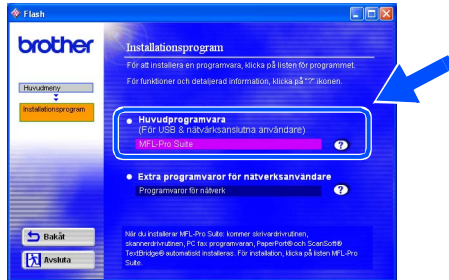 Flash
brother
Installationsprogram
För att installera en programvara, klicka på listen för programmet.
För funktioner och detaljerad information, klicka på "?" ikonen.
Huvudmeny
Installationsprogram
Huvudprogramvara
(För USB & nätvärksanslutna användare)
MFL-Pro Suite
?
Extra programvaror för nätverksanvändare
Programvaror för nätverk
?
Bakåt
Avsluta
När du installerar MFL-Pro Suite: kommer skrivardrivrutinen,
skannerdrivrutinen, PC fax programvaran, PaperPort® och ScanSoft®
TextBridge® automatiskt installeras. För installation, klicka på listen MFL-Pro
Suite.